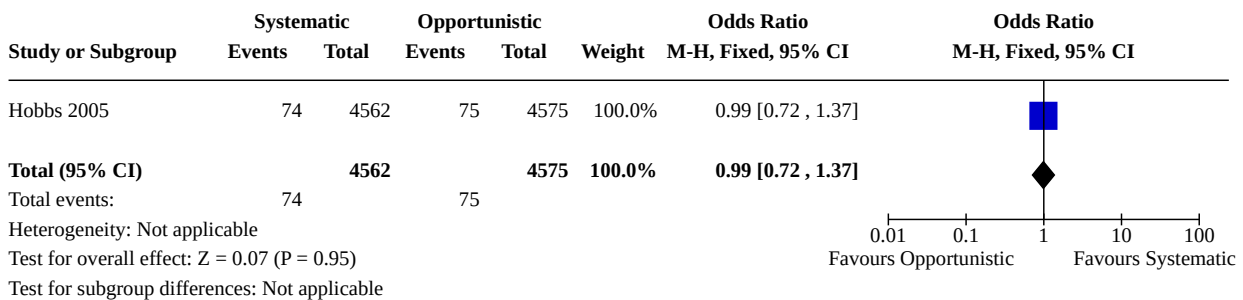 Systematic Opportunistic Odds Ratio Odds Ratio
Study or Subgroup Events Total Events Total Weight M-H, Fixed, 95% CI M-H, Fixed, 95% CI
Hobbs 2005 74 4562 75 4575 100.0% 0.99 [0.72 , 1.37]
Total (95% CI) 4562 4575 100.0% 0.99 [0.72 , 1.37]
Total events: 74 75
Heterogeneity: Not applicable
0.01 0.1 1 10 100
Test for overall effect: Z = 0.07 (P = 0.95)
Favours Opportunistic Favours Systematic
Test for subgroup differences: Not applicable